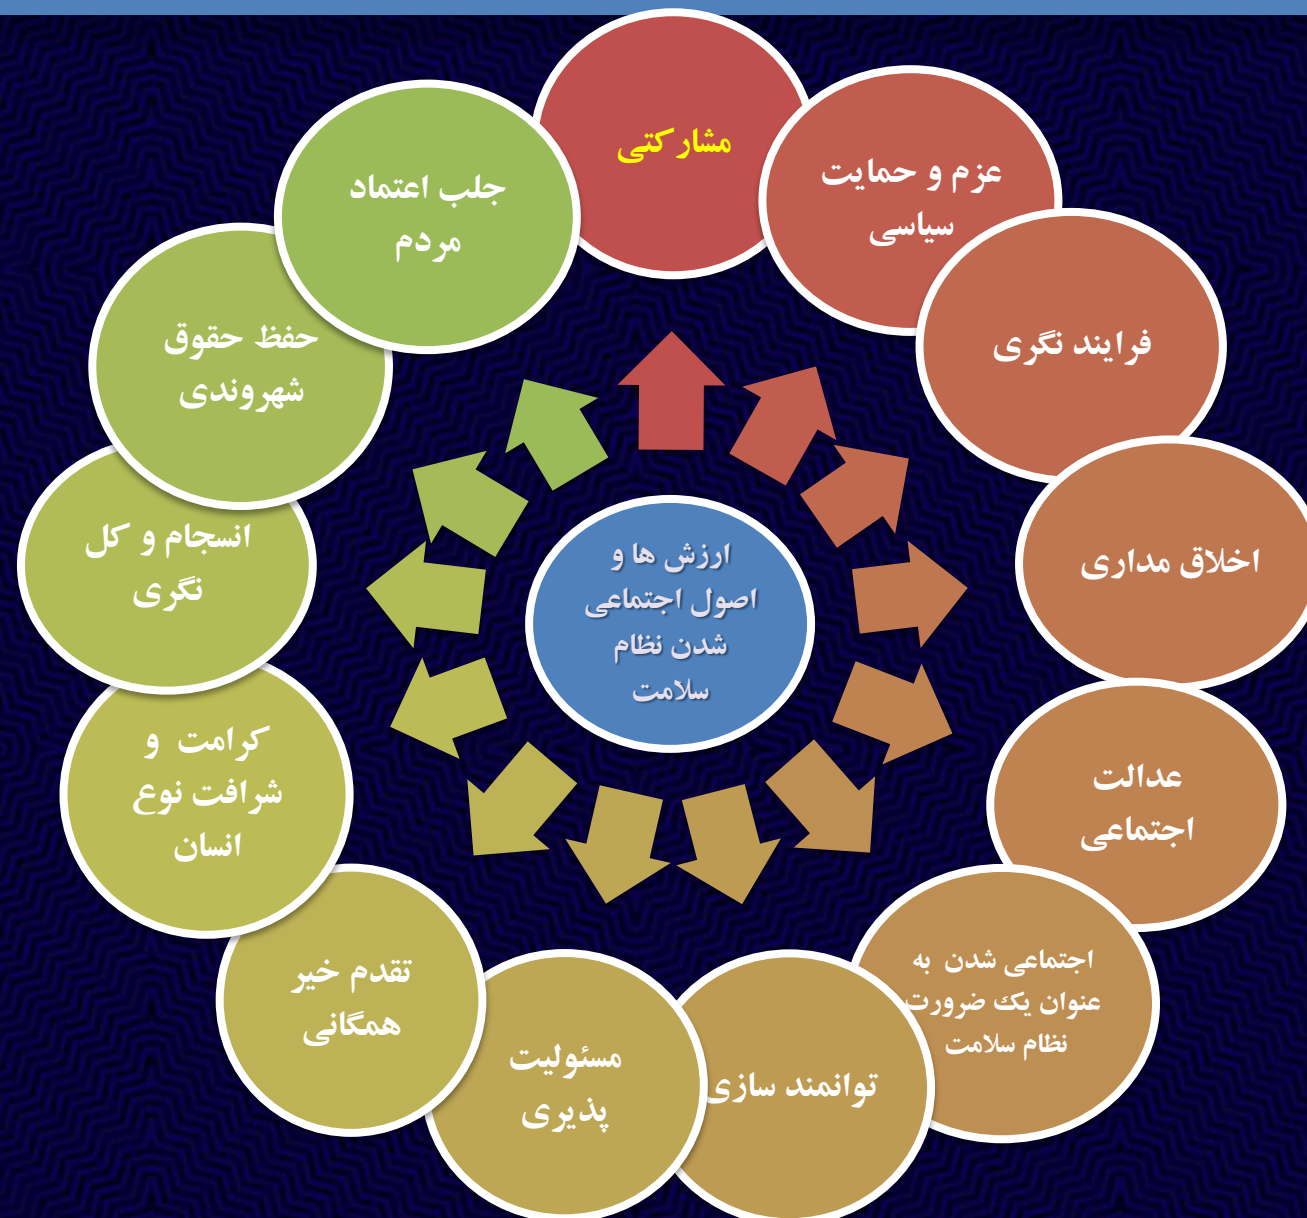 مشارکتی
عزم و حمایت
سیاسی
فرایند نگری
اخلاق مداری
عدالت
اجتماعی
اجتماعی شدن به
عنوان یک ضرورت
نظام سلامت
توانمند سازی
مسئولیت
پذیری
تقدم خیر
همگانی
کرامت و
شرافت نوع
انسان
انسجام و کل
نگری
حفظ حقوق
شهروندی
جلب اعتماد
مردم
ارزش ها و
اصول اجتماعی
شدن نظام
سلامت